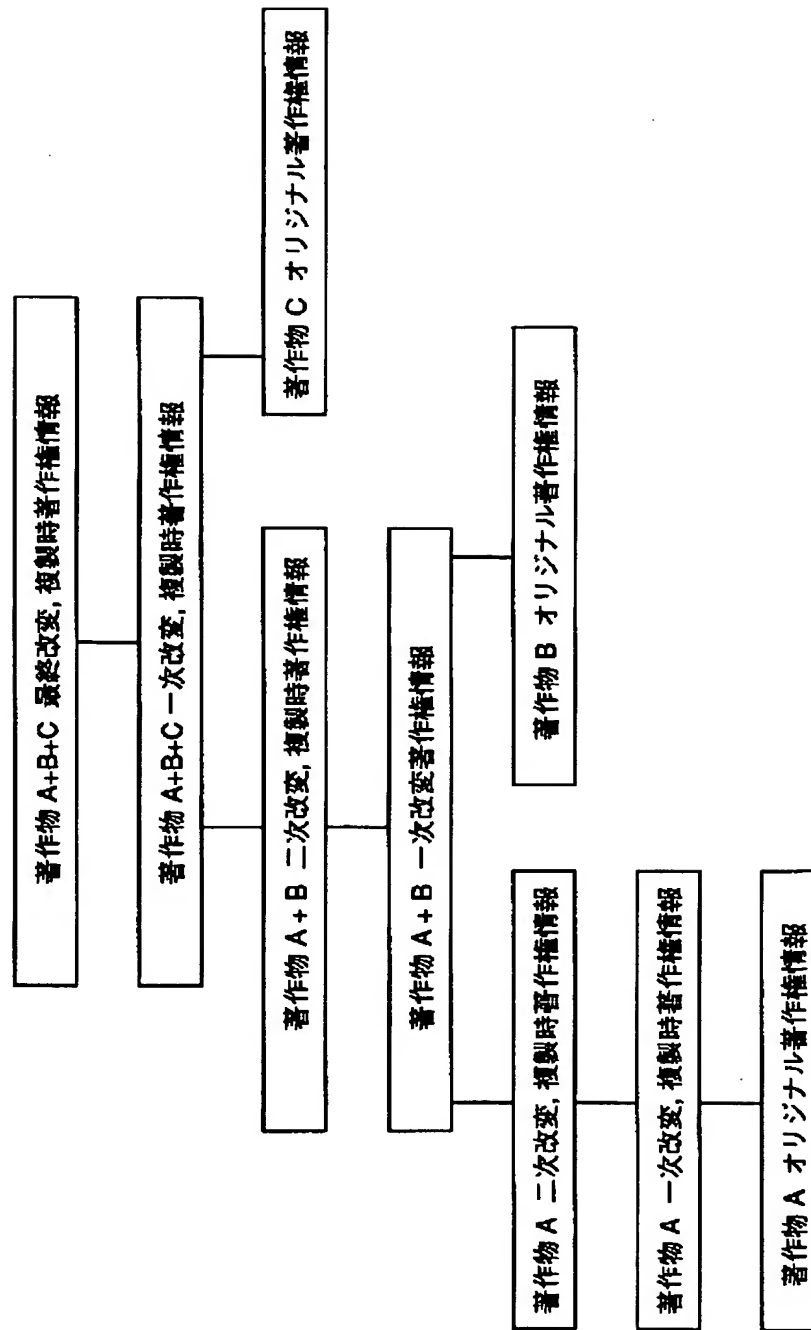 著作物 A+B+C 最終改変, 複製時著作権情報
著作物 A+B+C 一次改変, 複製時著作権情報
著作物 A+B 二次改変, 複製時著作権情報
著作物 C オリジナル著作権情報
著作物 A+B 一次改変著作権情報
著作物 A 二次改変, 複製時著作権情報
著作物 B オリジナル著作権情報
著作物 A 一次改変, 複製時著作権情報
著作物 A オリジナル著作権情報